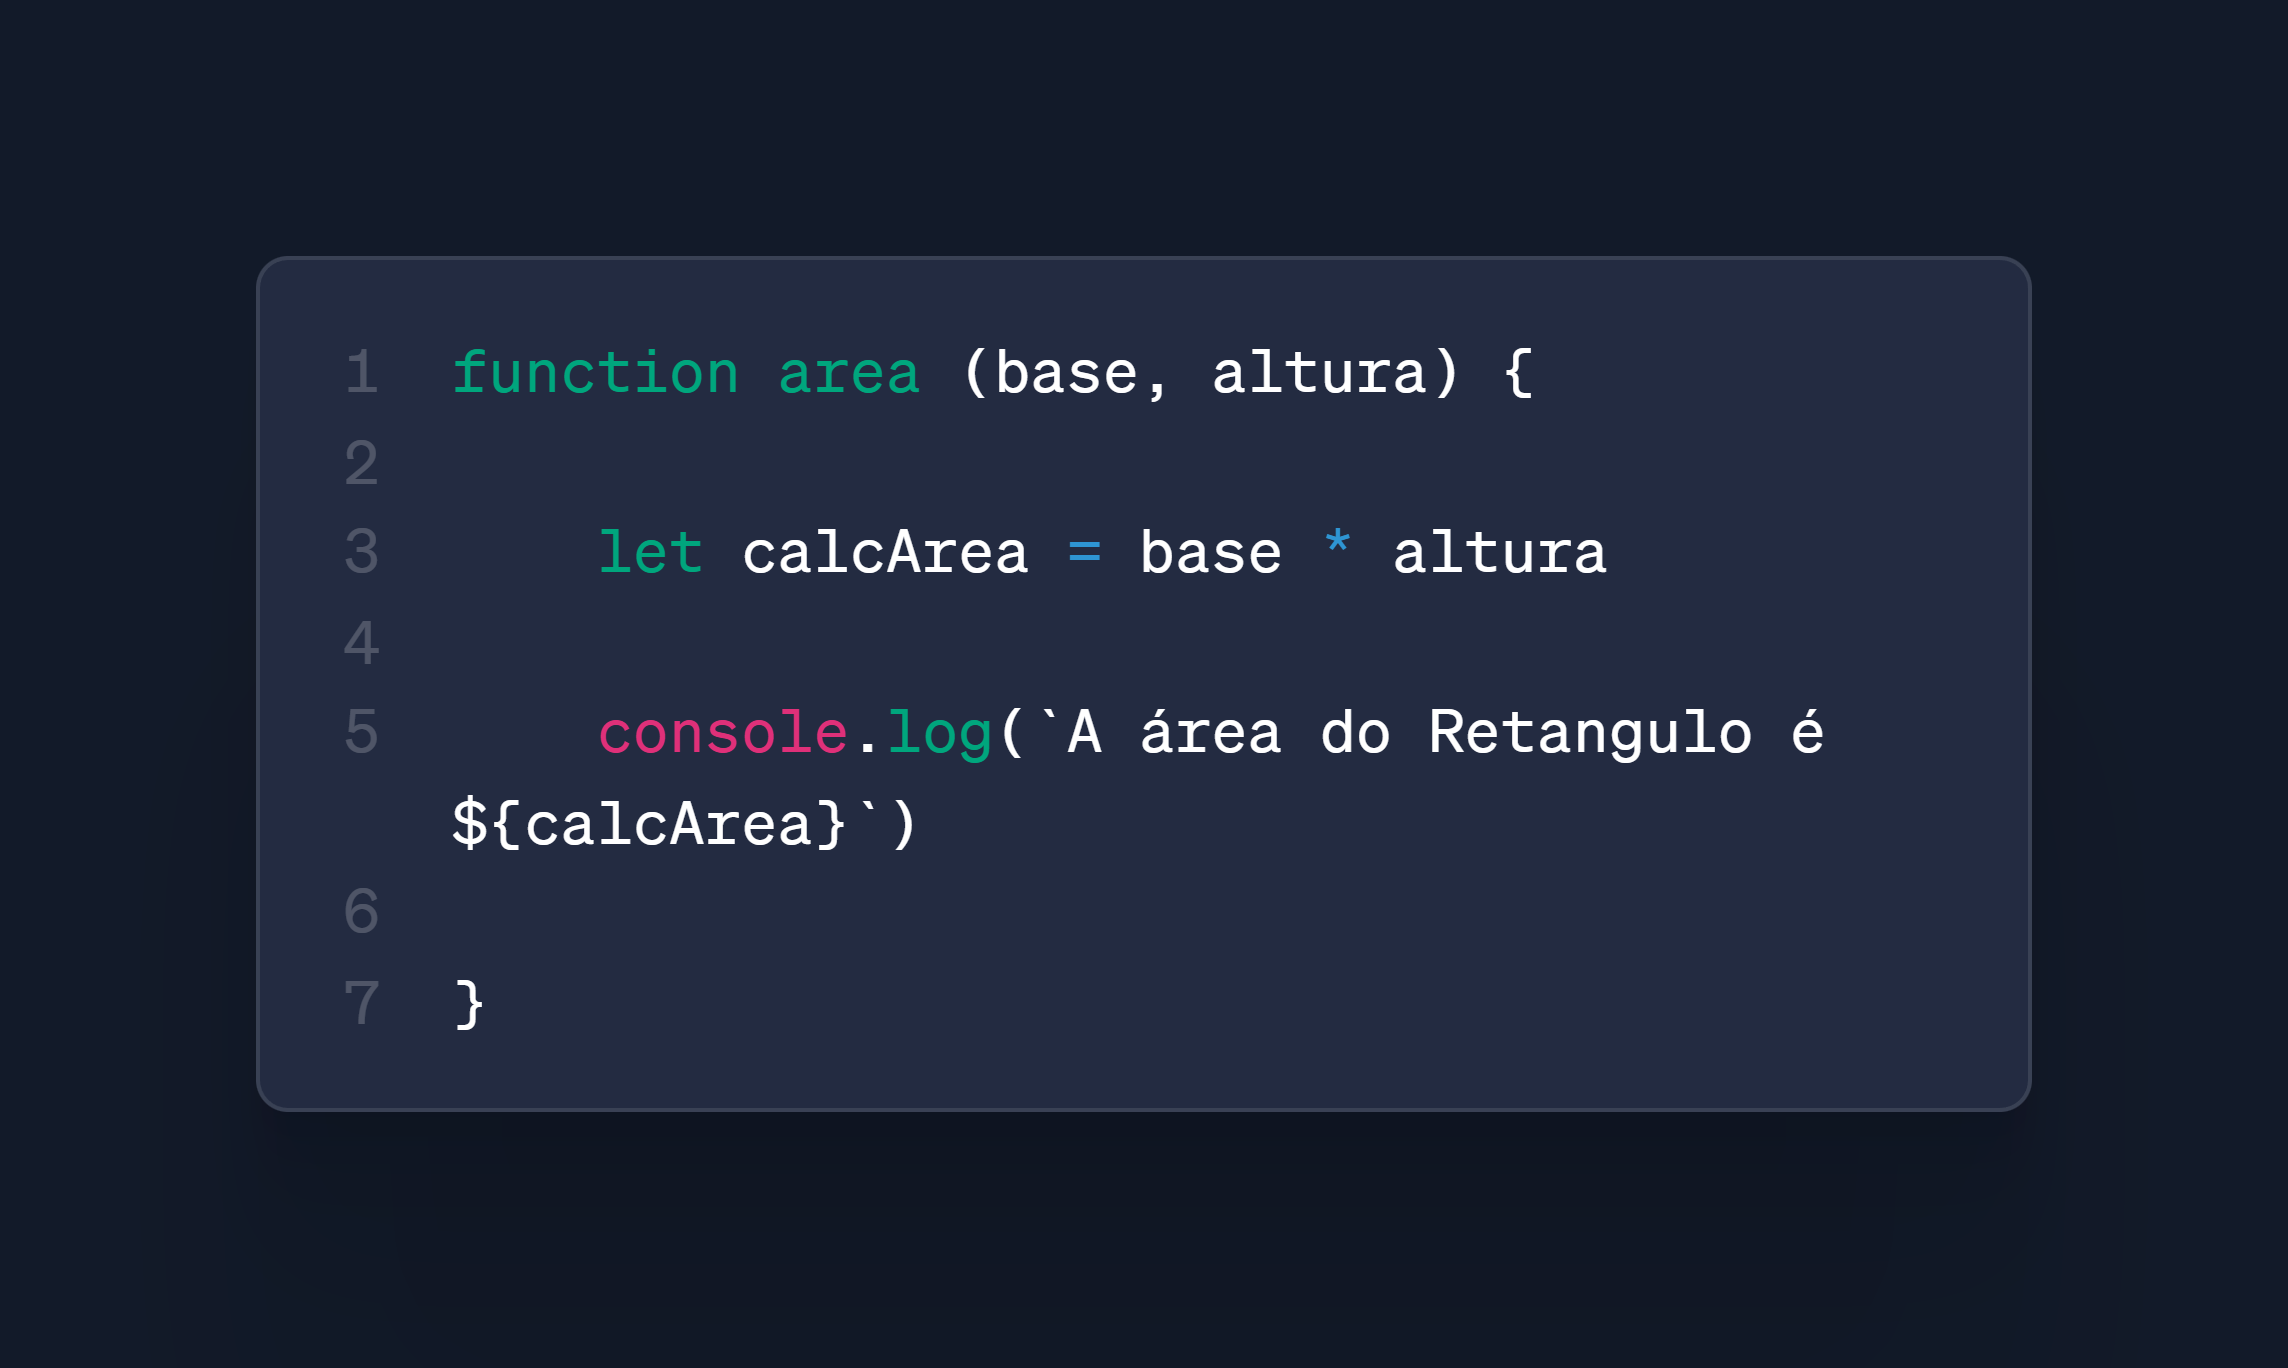 1 function area (base, altura) {
2
3     let calcArea = base * altura
4
5     console.log(`A área do Retangulo é
${calcArea}`)
6
7 }